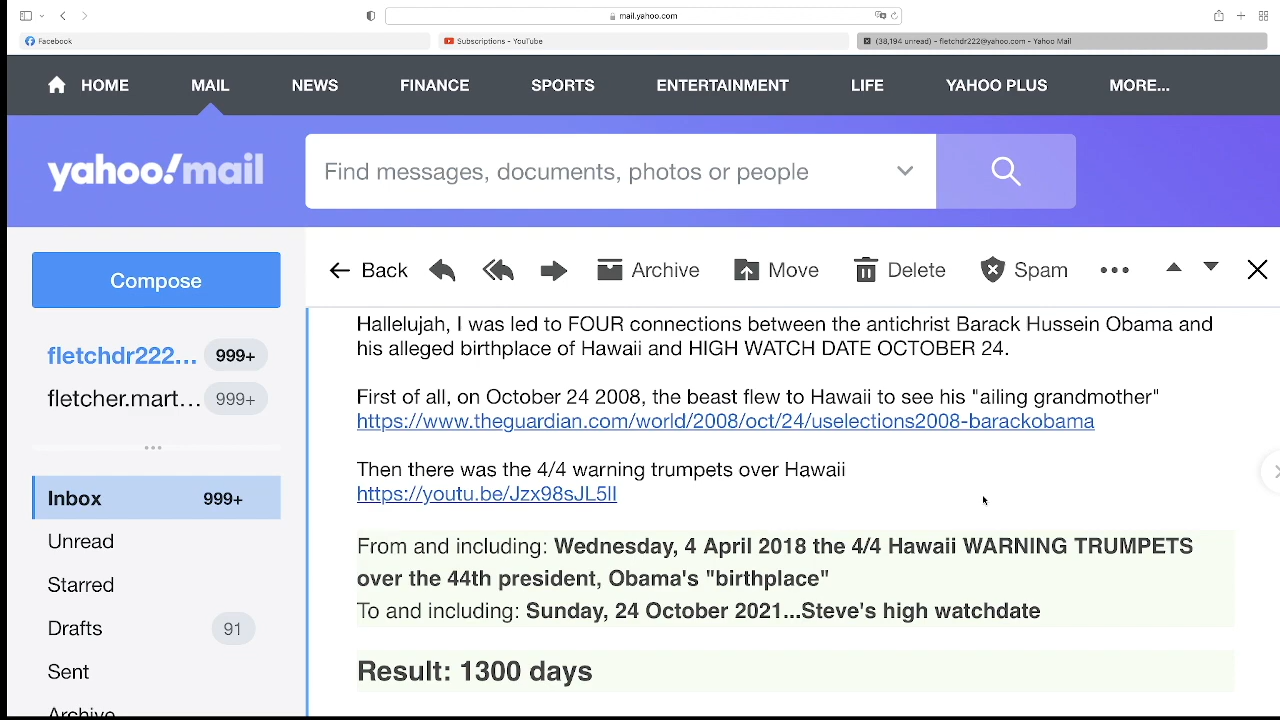 mail.yahoo.com
Facebook
Subscriptions - YouTube
(38,194 unread) - fletchdr222@yahoo.com - Yahoo Mail
HOME MAIL NEWS FINANCE SPORTS ENTERTAINMENT LIFE YAHOO PLUS MORE...
yahoo!mail
Find messages, documents, photos or people
Compose
Back Archive Move Delete Spam
fletchdr222... 999+
fletcher.mart... 999+
Inbox 999+
Unread
Starred
Drafts 91
Sent
Archive
Hallelujah, I was led to FOUR connections between the antichrist Barack Hussein Obama and
his alleged birthplace of Hawaii and HIGH WATCH DATE OCTOBER 24.
First of all, on October 24 2008, the beast flew to Hawaii to see his "ailing grandmother"
https://www.theguardian.com/world/2008/oct/24/uselections2008-barackobama
Then there was the 4/4 warning trumpets over Hawaii
https://youtu.be/Jzx98sJL5lI
From and including: Wednesday, 4 April 2018 the 4/4 Hawaii WARNING TRUMPETS
over the 44th president, Obama's "birthplace"
To and including: Sunday, 24 October 2021...Steve's high watchdate
Result: 1300 days